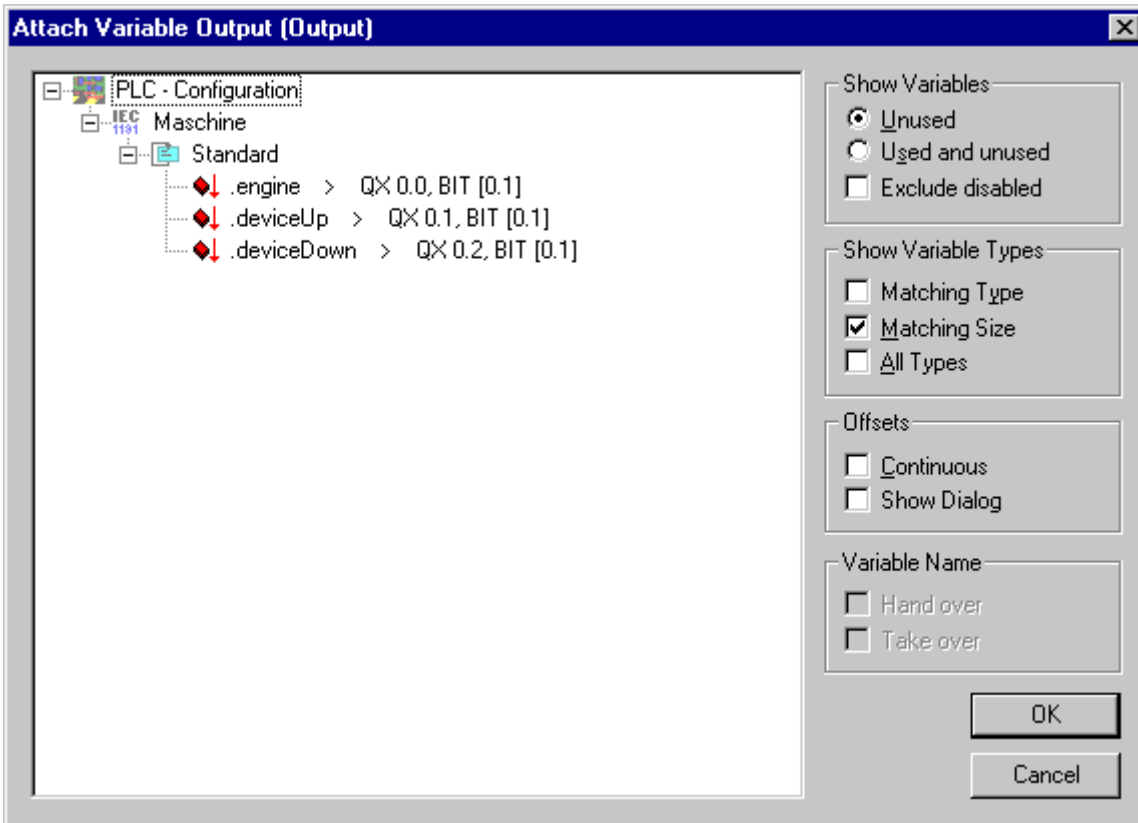 Attach Variable Output (Output)
PLC - Configuration
IEC
1131
Maschine
Standard
.engine > QX 0.0, BIT [0.1]
.deviceUp > QX 0.1, BIT [0.1]
.deviceDown > QX 0.2, BIT [0.1]
Show Variables
Unused
Used and unused
Exclude disabled
Show Variable Types
Matching Type
Matching Size
All Types
Offsets
Continuous
Show Dialog
Variable Name
Hand over
Take over
OK
Cancel